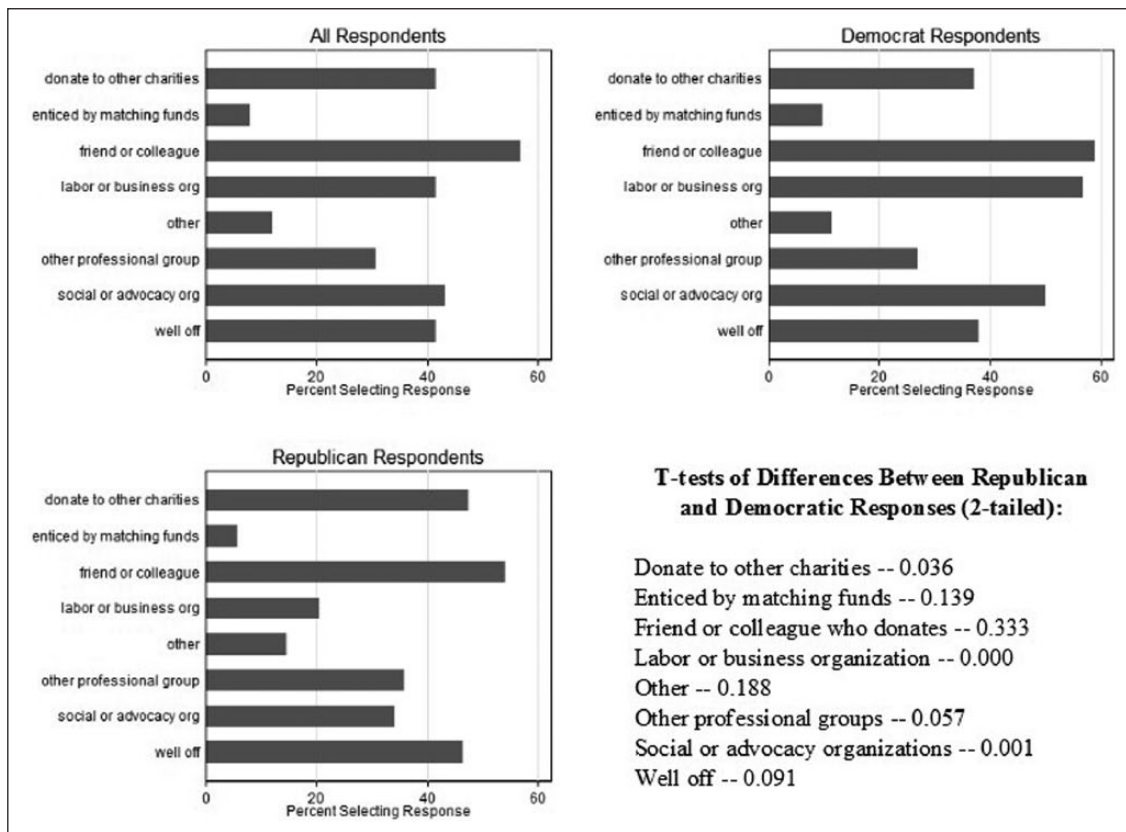 All Respondents
donate to other charities
enticed by matching funds
friend or colleague
labor or business org
other
other professional group
social or advocacy org
well off
0 20 40 60
Percent Selecting Response
Democrat Respondents
donate to other charities
enticed by matching funds
friend or colleague
labor or business org
other
other professional group
social or advocacy org
well off
0 20 40 60
Percent Selecting Response
Republican Respondents
donate to other charities
enticed by matching funds
friend or colleague
labor or business org
other
other professional group
social or advocacy org
well off
0 20 40 60
Percent Selecting Response
T-tests of Differences Between Republican
and Democratic Responses (2-tailed):
Donate to other charities -- 0.036
Enticed by matching funds -- 0.139
Friend or colleague who donates -- 0.333
Labor or business organization -- 0.000
Other -- 0.188
Other professional groups -- 0.057
Social or advocacy organizations -- 0.001
Well off -- 0.091